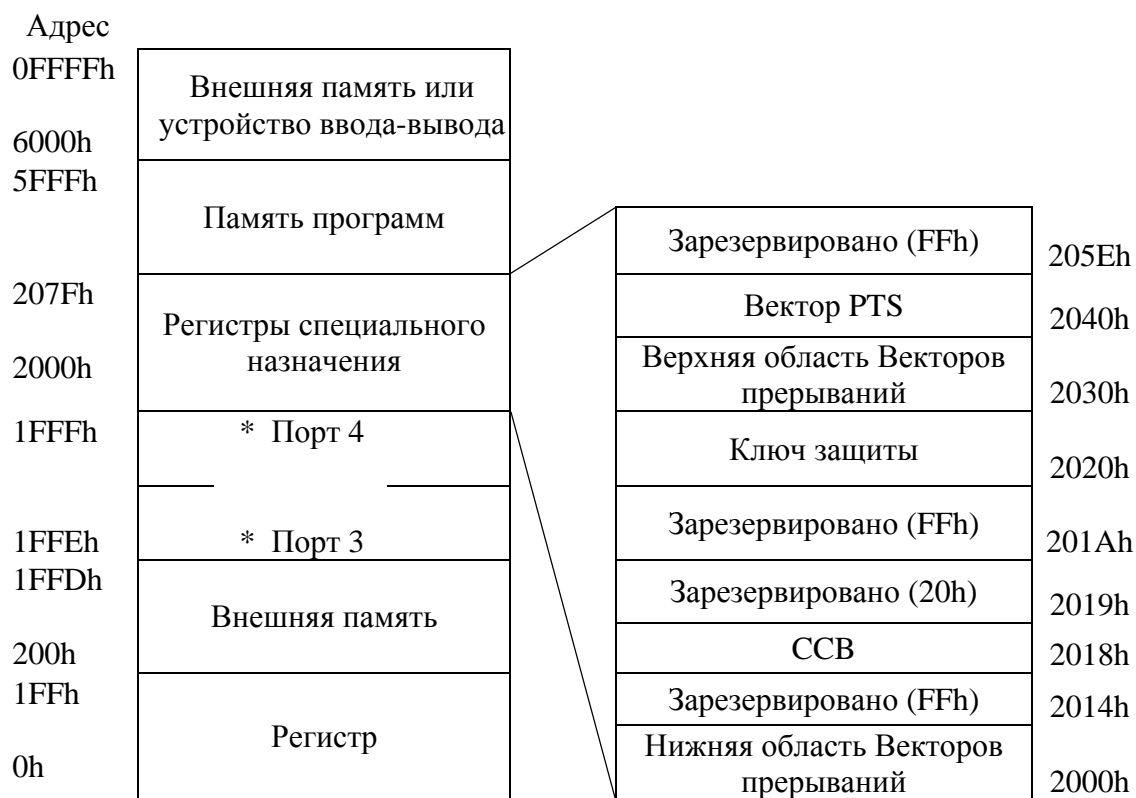 Адрес
0FFFFh
Внешняя память или
устройство ввода-вывода
6000h
5FFFh
Память программ
207Fh
Регистры специального
назначения
2000h
1FFFh
* Порт 4
1FFEh
* Порт 3
1FFDh
Внешняя память
200h
1FFh
Регистр
0h
Зарезервировано (FFh)
205Eh
Вектор PTS
2040h
Верхняя область Векторов
прерываний
2030h
Ключ защиты
2020h
Зарезервировано (FFh)
201Ah
Зарезервировано (20h)
2019h
CCB
2018h
Зарезервировано (FFh)
2014h
Нижняя область Векторов
прерываний
2000h